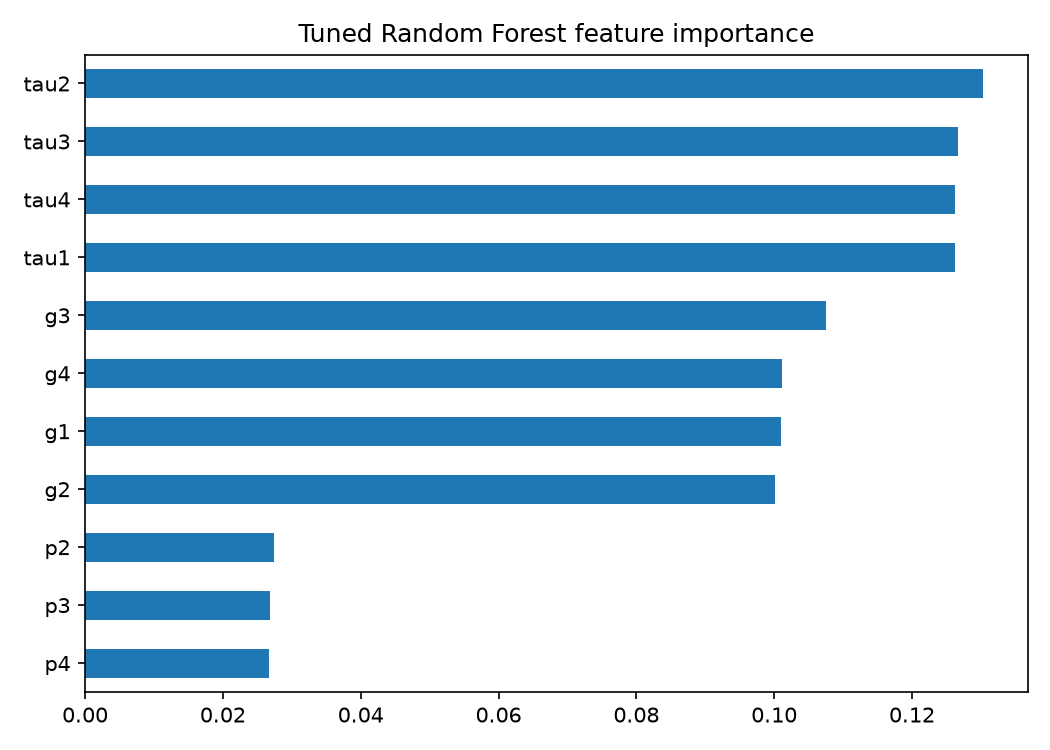 Tuned Random Forest feature importance
tau2
tau3
tau4
tau1
g3
g4
g1
g2
p2
p3
p4
0.00 0.02 0.04 0.06 0.08 0.10 0.12